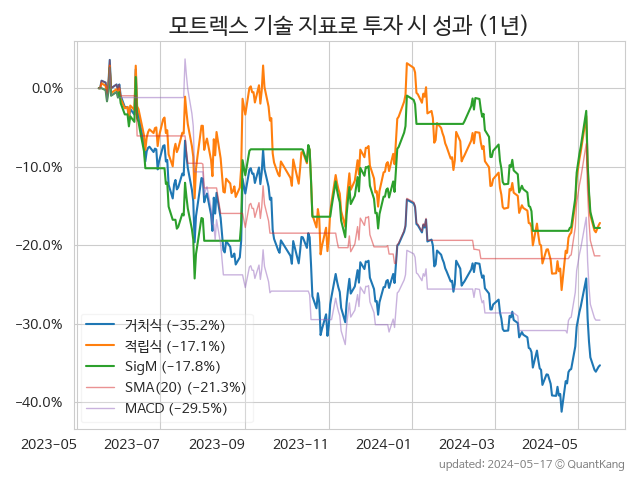 모트렉스 기술 지표로 투자 시 성과 (1년)
0.0%
−10.0%
−20.0%
−30.0%
−40.0%
거치식 (−35.2%)
적립식 (−17.1%)
SigM (−17.8%)
SMA(20) (−21.3%)
MACD (−29.5%)
2023−05 2023−07 2023−09 2023−11 2024−01 2024−03 2024−05
updated: 2024−05−17 © QuantKang